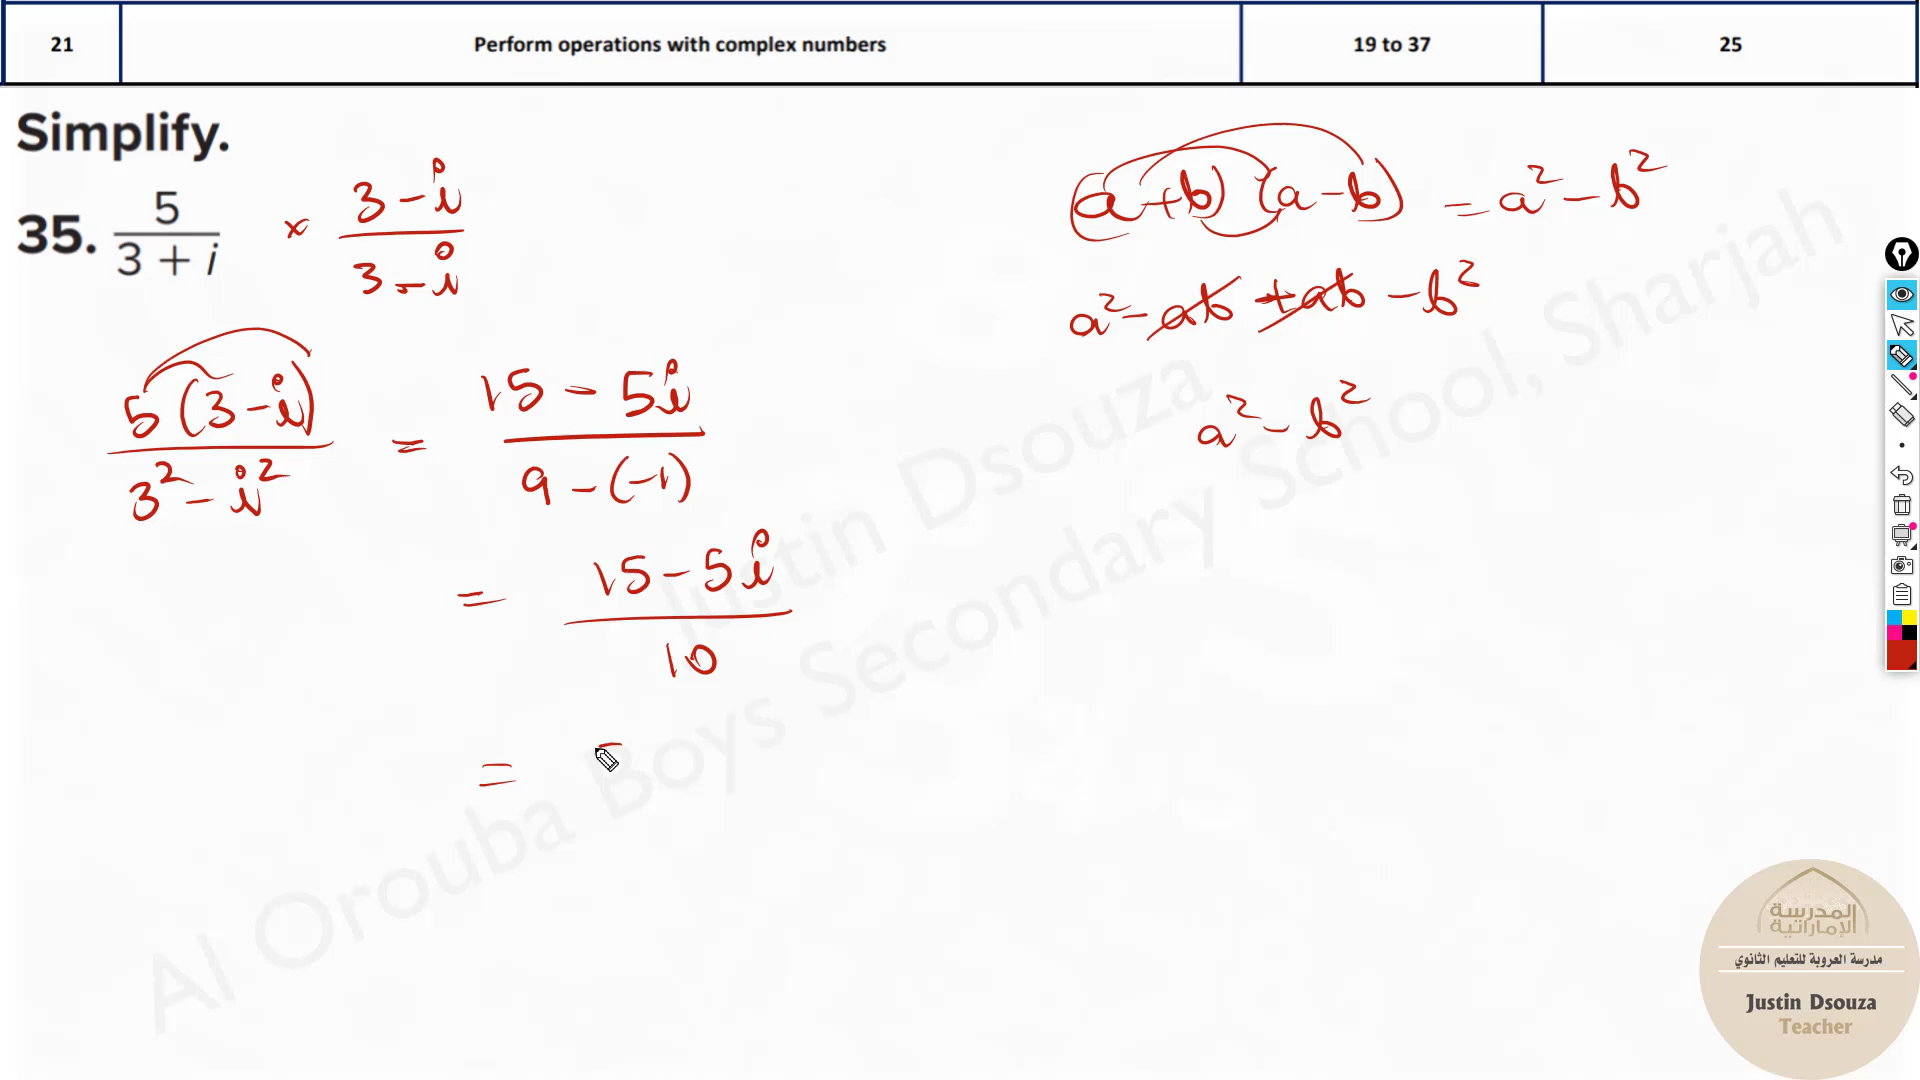 21 Perform operations with complex numbers 19 to 37 25
Simplify.
35. 5/(3 + i) × (3 - i)/(3 - i)
(a + b) (a - b) = a² - b²
a² - ab + ab - b²
a² - b²
5(3 - i)/(3² - i²) = (15 - 5i)/(9 - (-1))
= (15 - 5i)/10
=
Justin Dsouza
Al Orouba Boys Secondary School, Sharjah
المدرسة
الإماراتية
مدرسة العروبة للتعليم الثانوي
Justin Dsouza
Teacher